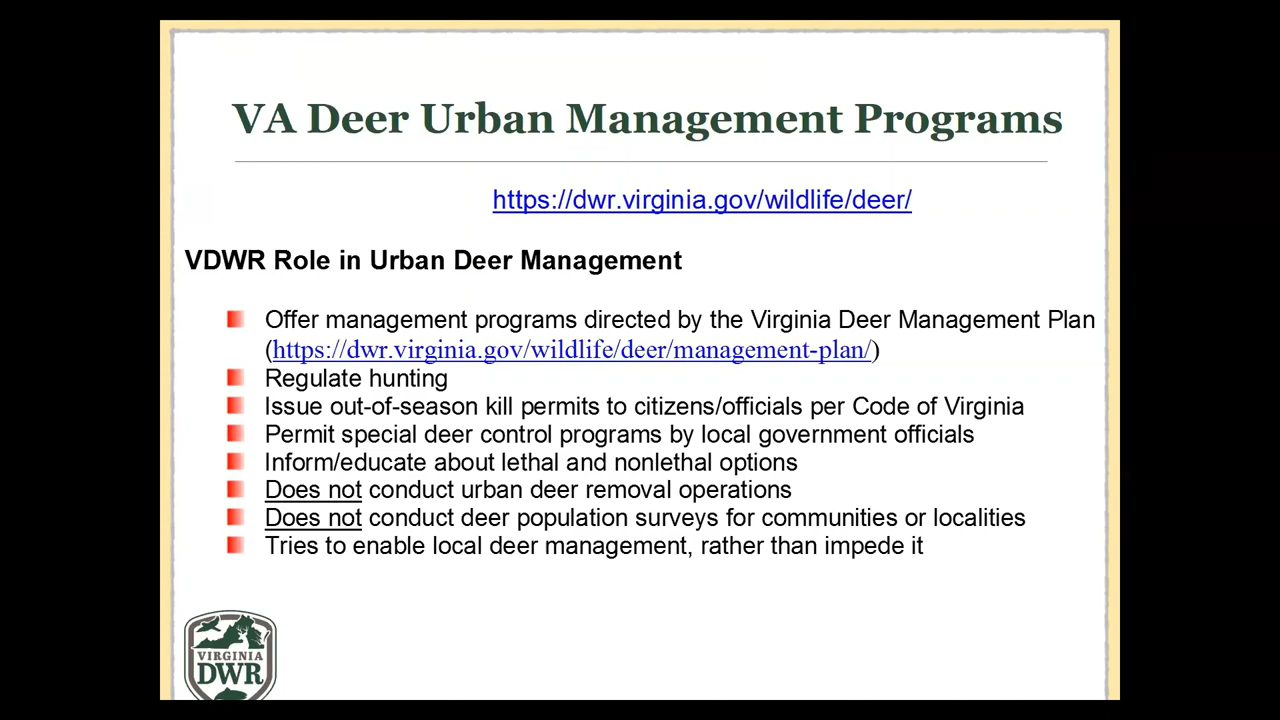 VA Deer Urban Management Programs
https://dwr.virginia.gov/wildlife/deer/
VDWR Role in Urban Deer Management
Offer management programs directed by the Virginia Deer Management Plan
(https://dwr.virginia.gov/wildlife/deer/management-plan/)
Regulate hunting
Issue out-of-season kill permits to citizens/officials per Code of Virginia
Permit special deer control programs by local government officials
Inform/educate about lethal and nonlethal options
Does not conduct urban deer removal operations
Does not conduct deer population surveys for communities or localities
Tries to enable local deer management, rather than impede it
VIRGINIA
DWR